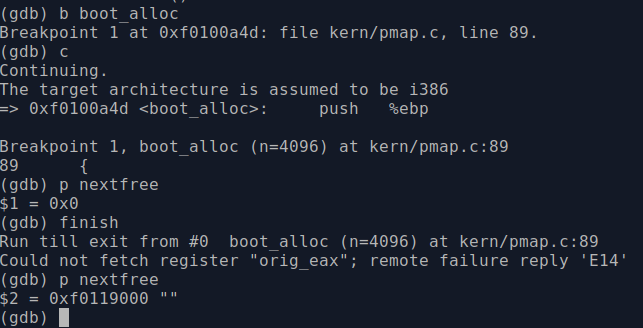 (gdb) b boot_alloc
Breakpoint 1 at 0xf0100a4d: file kern/pmap.c, line 89.
(gdb) c
Continuing.
The target architecture is assumed to be i386
=> 0xf0100a4d <boot_alloc>:     push   %ebp

Breakpoint 1, boot_alloc (n=4096) at kern/pmap.c:89
89      {
(gdb) p nextfree
$1 = 0x0
(gdb) finish
Run till exit from #0  boot_alloc (n=4096) at kern/pmap.c:89
Could not fetch register "orig_eax"; remote failure reply 'E14'
(gdb) p nextfree
$2 = 0xf0119000 ""
(gdb)